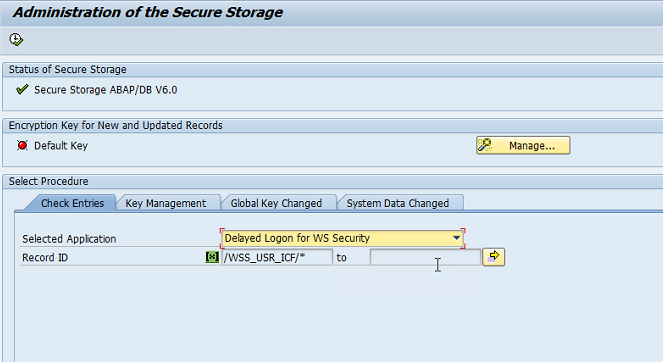 Administration of the Secure Storage
Status of Secure Storage
Secure Storage ABAP/DB V6.0
Encryption Key for New and Updated Records
Default Key Manage...
Select Procedure
Check Entries Key Management Global Key Changed System Data Changed
Selected Application Delayed Logon for WS Security
Record ID /WSS_USR_ICF/* to